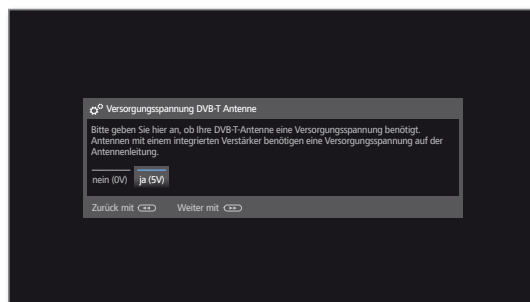 Versorgungsspannung DVB-T Antenne
Bitte geben Sie hier an, ob Ihre DVB-T-Antenne eine Versorgungsspannung benötigt.
Antennen mit einem integrierten Verstärker benötigen eine Versorgungsspannung auf der
Antennenleitung.
nein (0V) ja (5V)
Zurück mit Weiter mit